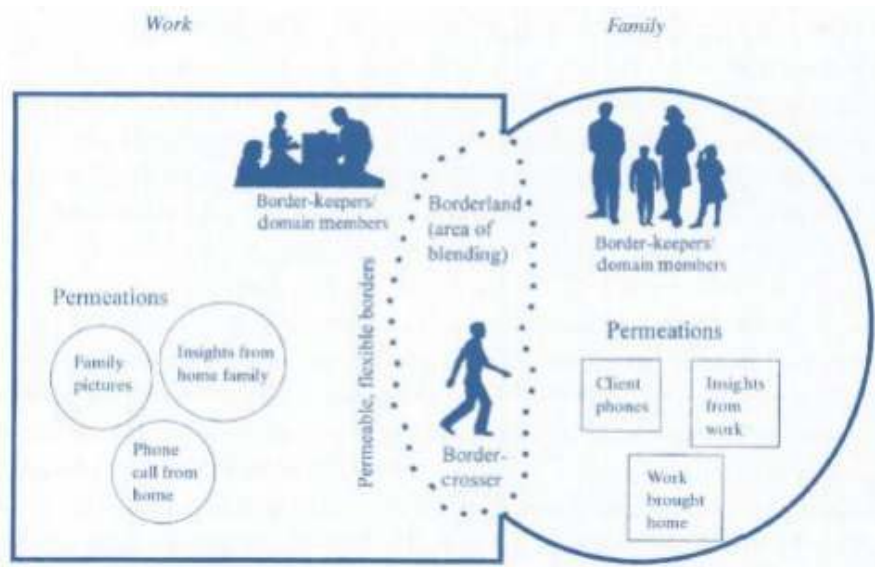 Work
Family
Border-keepers/
domain members
Borderland
(area of
blending)
Border-keepers/
domain members
Permeable, flexible borders
Permeations
Family
pictures
Insights from
home family
Phone
call from
home
Border-
crosser
Permeations
Client
phones
Insights
from
work
Work
brought
home